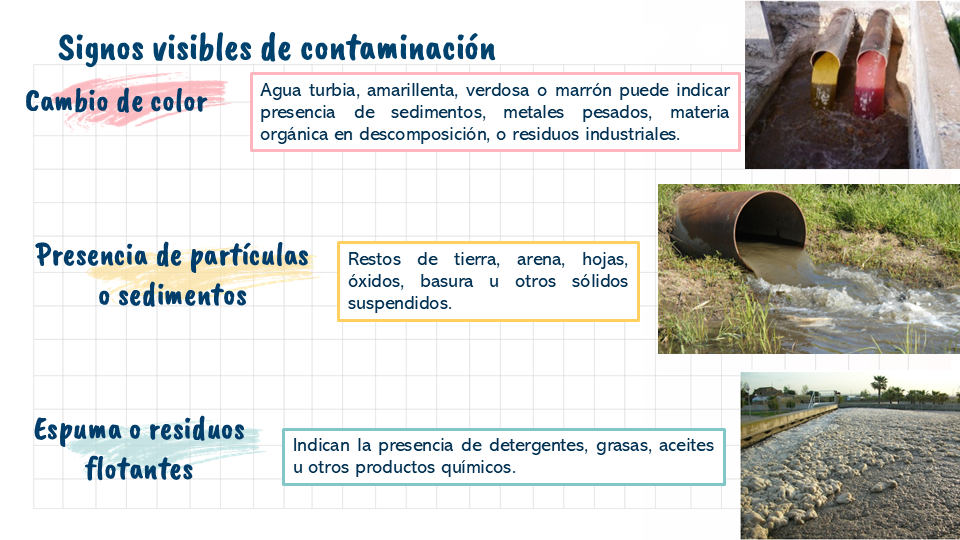 Signos visibles de contaminación
Cambio de color
Agua turbia, amarillenta, verdosa o marrón puede indicar
presencia de sedimentos, metales pesados, materia
orgánica en descomposición, o residuos industriales.
Presencia de partículas
o sedimentos
Restos de tierra, arena, hojas,
óxidos, basura u otros sólidos
suspendidos.
Espuma o residuos
flotantes
Indican la presencia de detergentes, grasas, aceites
u otros productos químicos.